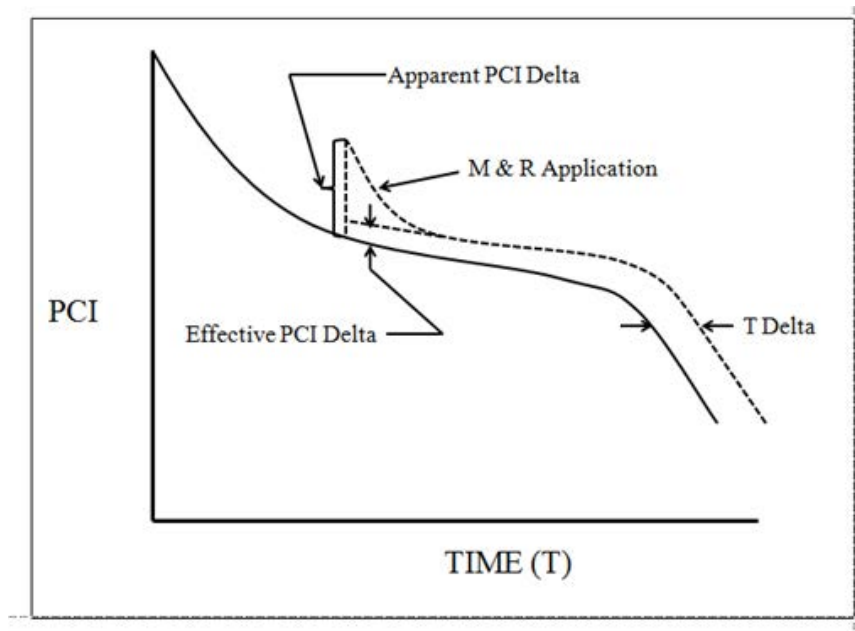 Apparent PCI Delta
M & R Application
PCI
Effective PCI Delta
T Delta
TIME (T)